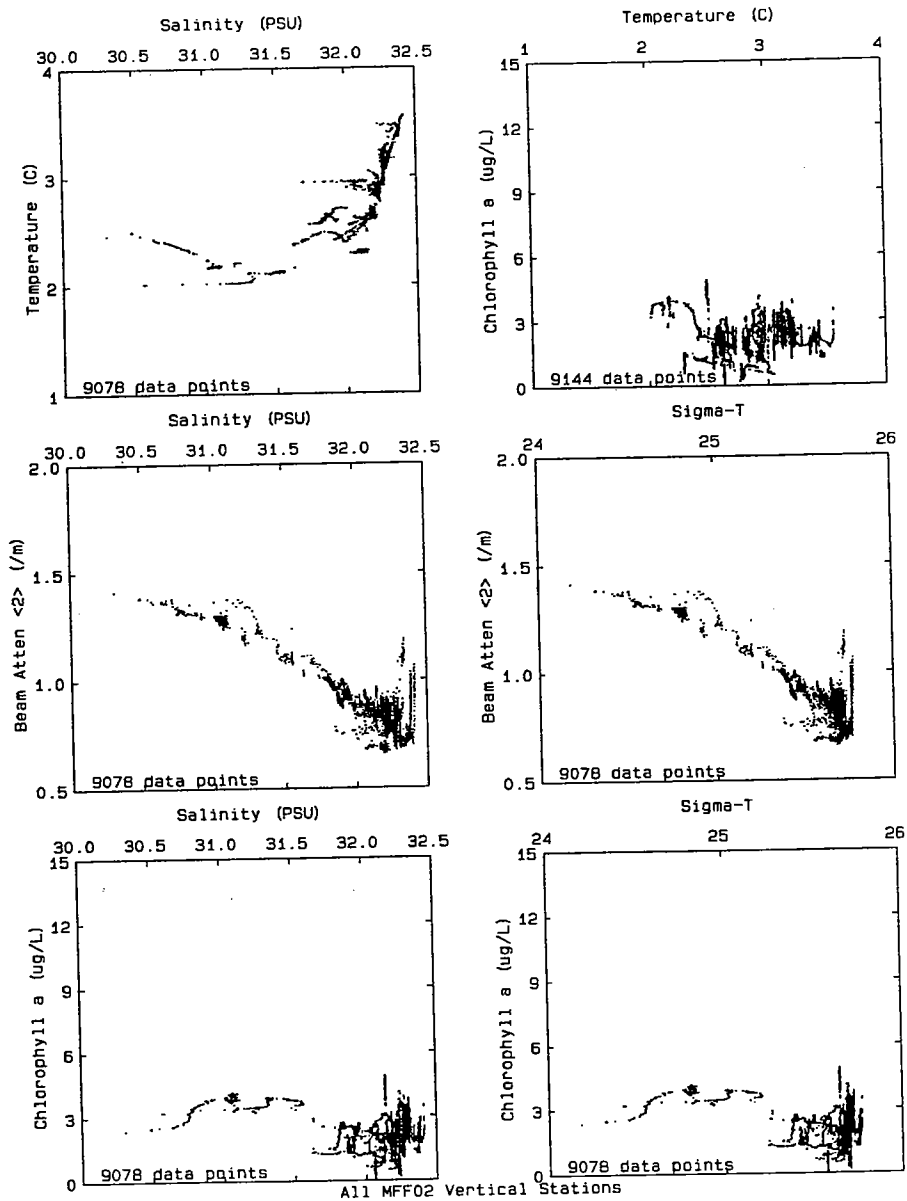 Salinity (PSU)
30.0 30.5 31.0 31.5 32.0 32.5
4
3
2
1
Temperature (C)
9078 data points
Temperature (C)
1 2 3 4
15
12
9
6
3
0
Chlorophyll a (ug/L)
9144 data points
Salinity (PSU)
30.0 30.5 31.0 31.5 32.0 32.5
2.0
1.5
1.0
0.5
Beam Atten <2> (/m)
9078 data points
Sigma-T
24 25 26
2.0
1.5
1.0
0.5
Beam Atten <2> (/m)
9078 data points
Salinity (PSU)
30.0 30.5 31.0 31.5 32.0 32.5
15
12
9
6
3
0
Chlorophyll a (ug/L)
9078 data points
Sigma-T
24 25 26
15
12
9
6
3
0
Chlorophyll a (ug/L)
9078 data points
All MFF02 Vertical Stations